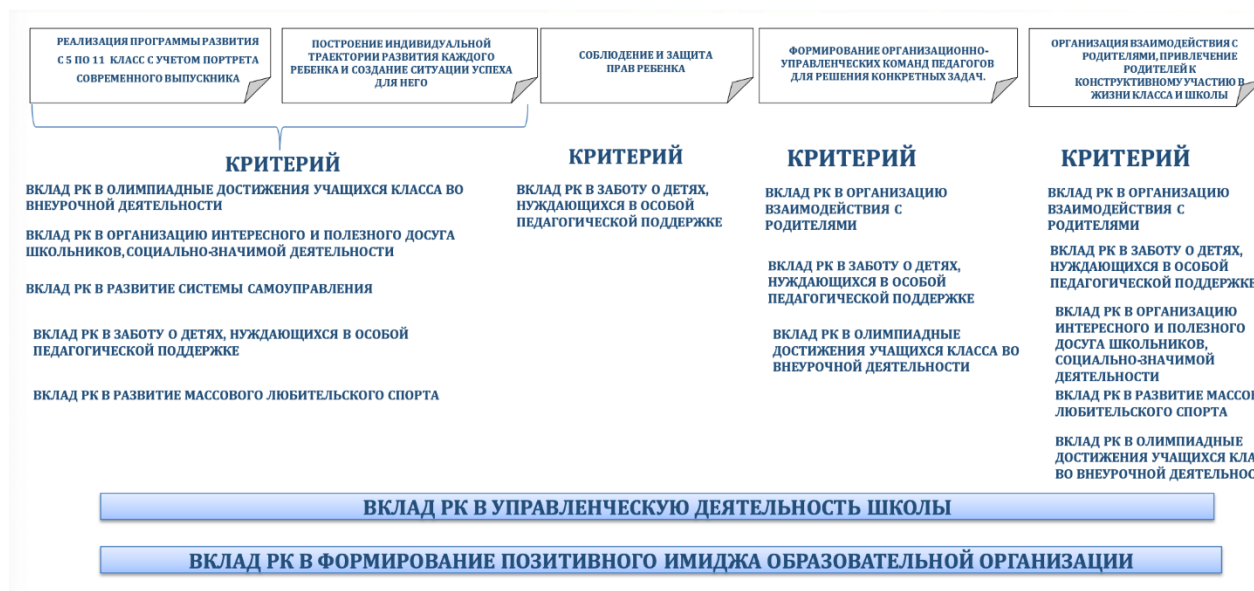 РЕАЛИЗАЦИЯ ПРОГРАММЫ РАЗВИТИЯ
С 5 ПО 11 КЛАСС С УЧЕТОМ ПОРТРЕТА
СОВРЕМЕННОГО ВЫПУСКНИКА
ПОСТРОЕНИЕ ИНДИВИДУАЛЬНОЙ
ТРАЕКТОРИИ РАЗВИТИЯ КАЖДОГО
РЕБЕНКА И СОЗДАНИЕ СИТУАЦИИ УСПЕХА
ДЛЯ НЕГО
СОБЛЮДЕНИЕ И ЗАЩИТА
ПРАВ РЕБЕНКА
ФОРМИРОВАНИЕ ОРГАНИЗАЦИОННО-
УПРАВЛЕНЧЕСКИХ КОМАНД ПЕДАГОГОВ
ДЛЯ РЕШЕНИЯ КОНКРЕТНЫХ ЗАДАЧ.
ОРГАНИЗАЦИЯ ВЗАИМОДЕЙСТВИЯ С
РОДИТЕЛЯМИ, ПРИВЛЕЧЕНИЕ
РОДИТЕЛЕЙ К
КОНСТРУКТИВНОМУ УЧАСТИЮ В
ЖИЗНИ КЛАССА И ШКОЛЫ
КРИТЕРИЙ
ВКЛАД РК В ОЛИМПИАДНЫЕ ДОСТИЖЕНИЯ УЧАЩИХСЯ КЛАССА ВО
ВНЕУРОЧНОЙ ДЕЯТЕЛЬНОСТИ
ВКЛАД РК В ОРГАНИЗАЦИЮ ИНТЕРЕСНОГО И ПОЛЕЗНОГО ДОСУГА
ШКОЛЬНИКОВ, СОЦИАЛЬНО-ЗНАЧИМОЙ ДЕЯТЕЛЬНОСТИ
ВКЛАД РК В РАЗВИТИЕ СИСТЕМЫ САМОУПРАВЛЕНИЯ
ВКЛАД РК В ЗАБОТУ О ДЕТЯХ, НУЖДАЮЩИХСЯ В ОСОБОЙ
ПЕДАГОГИЧЕСКОЙ ПОДДЕРЖКЕ
ВКЛАД РК В РАЗВИТИЕ МАССОВОГО ЛЮБИТЕЛЬСКОГО СПОРТА
КРИТЕРИЙ
ВКЛАД РК В ЗАБОТУ О ДЕТЯХ,
НУЖДАЮЩИХСЯ В ОСОБОЙ
ПЕДАГОГИЧЕСКОЙ ПОДДЕРЖКЕ
КРИТЕРИЙ
ВКЛАД РК В ОРГАНИЗАЦИЮ
ВЗАИМОДЕЙСТВИЯ С
РОДИТЕЛЯМИ
ВКЛАД РК В ЗАБОТУ О ДЕТЯХ,
НУЖДАЮЩИХСЯ В ОСОБОЙ
ПЕДАГОГИЧЕСКОЙ ПОДДЕРЖКЕ
ВКЛАД РК В ОЛИМПИАДНЫЕ
ДОСТИЖЕНИЯ УЧАЩИХСЯ КЛАССА ВО
ВНЕУРОЧНОЙ ДЕЯТЕЛЬНОСТИ
КРИТЕРИЙ
ВКЛАД РК В ОРГАНИЗАЦИЮ
ВЗАИМОДЕЙСТВИЯ С
РОДИТЕЛЯМИ
ВКЛАД РК В ЗАБОТУ О ДЕТЯХ,
НУЖДАЮЩИХСЯ В ОСОБОЙ
ПЕДАГОГИЧЕСКОЙ ПОДДЕРЖКЕ
ВКЛАД РК В ОРГАНИЗАЦИЮ
ИНТЕРЕСНОГО И ПОЛЕЗНОГО
ДОСУГА ШКОЛЬНИКОВ,
СОЦИАЛЬНО-ЗНАЧИМОЙ
ДЕЯТЕЛЬНОСТИ
ВКЛАД РК В РАЗВИТИЕ
ЛЮБИТЕЛЬСКОГО СПОРТА
ВКЛАД РК В ОЛИМПИАДНЫЕ
ДОСТИЖЕНИЯ УЧАЩИХСЯ
ВО ВНЕУРОЧНОЙ
ВКЛАД РК В УПРАВЛЕНЧЕСКУЮ ДЕЯТЕЛЬНОСТЬ ШКОЛЫ
ВКЛАД РК В ФОРМИРОВАНИЕ ПОЗИТИВНОГО ИМИДЖА ОБРАЗОВАТЕЛЬНОЙ ОРГАНИЗАЦИИ